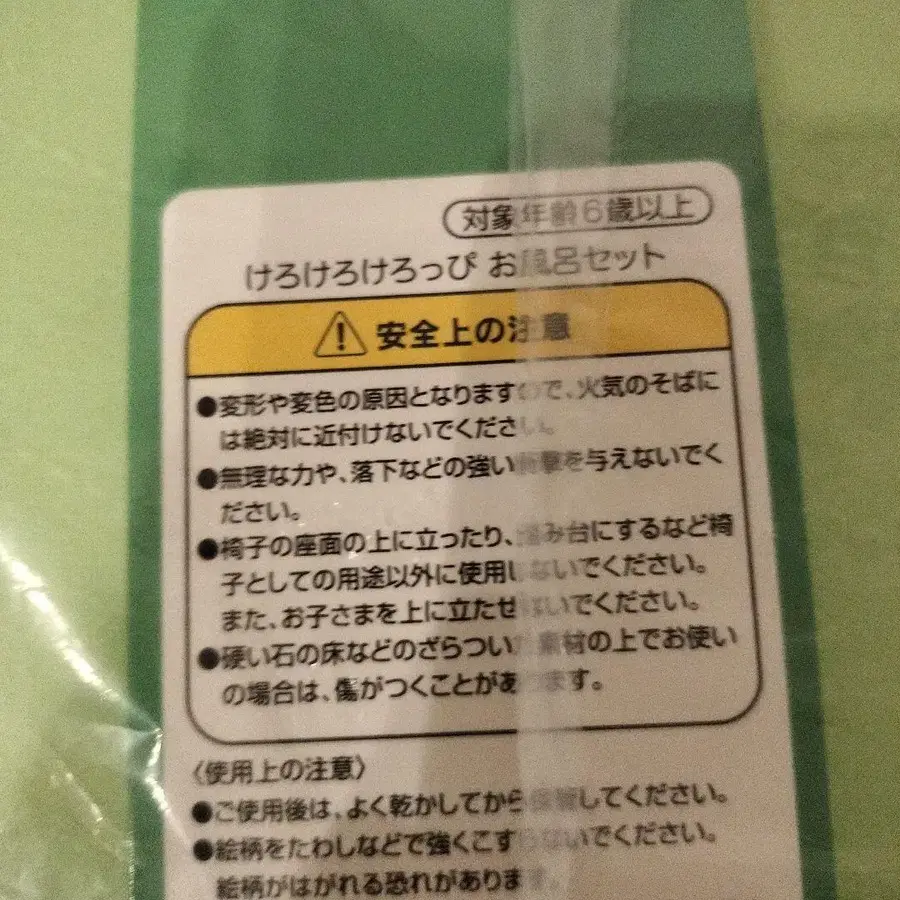 対象年齢6歳以上
けろけろけろっぴ お風呂セット
安全上の注意
●変形や変色の原因となりますので、火気のそばに
は絶対に近付けないでください。
●無理な力や、落下などの強い衝撃を与えないでく
ださい。
●椅子の座面の上に立ったり、踏み台にするなど椅
子としての用途以外に使用しないでください。
また、お子さまを上に立たせないでください。
●硬い石の床などのざらついた素材の上でお使い
の場合は、傷がつくことがあります。
〈使用上の注意〉
●ご使用後は、よく乾かしてから保管してください。
●絵柄をたわしなどで強くこすらないでください。
絵柄がはがれる恐れがあります。